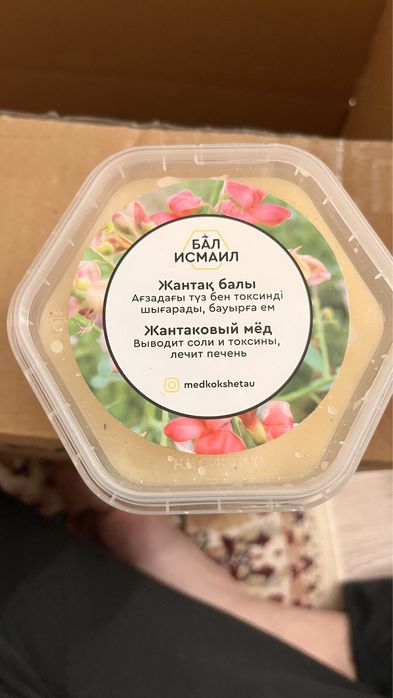 БАЛ
ИСМАИЛ
Жантақ балы
Ағзадағы тұз бен токсинді
шығарады, бауырға ем
Жантаковый мёд
Выводит соли и токсины,
лечит печень
medkokshetau